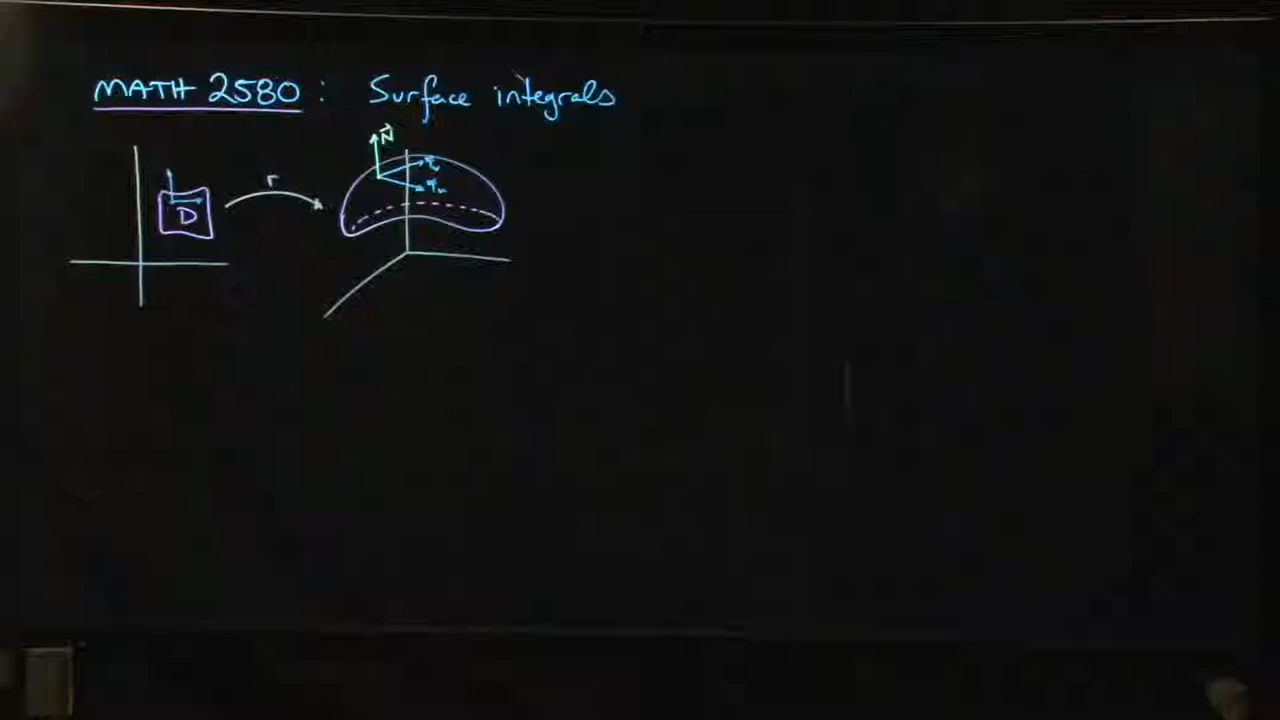 MATH 2580 : Surface integrals
N⃗
r
D